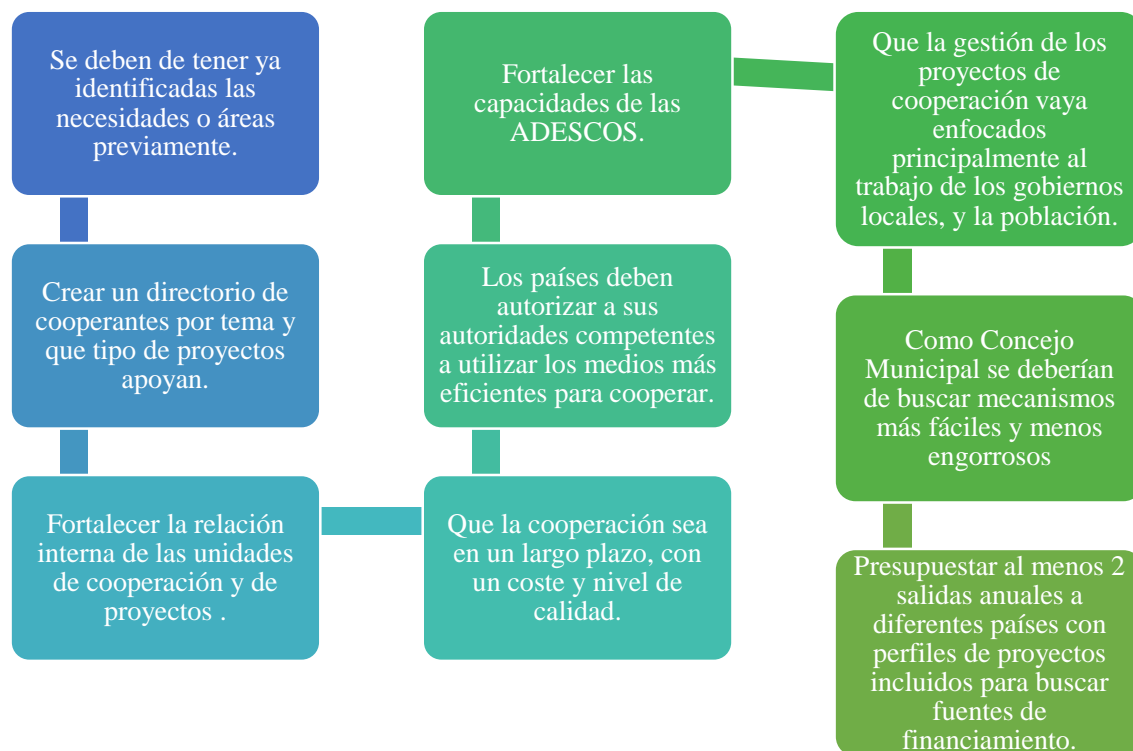 Se deben de tener ya
identificadas las
necesidades o áreas
previamente.
Crear un directorio de
cooperantes por tema y
que tipo de proyectos
apoyan.
Fortalecer la relación
interna de las unidades
de cooperación y de
proyectos .
Que la cooperación sea
en un largo plazo, con
un coste y nivel de
calidad.
Los países deben
autorizar a sus
autoridades competentes
a utilizar los medios más
eficientes para cooperar.
Fortalecer las
capacidades de las
ADESCOS.
Que la gestión de los
proyectos de
cooperación vaya
enfocados
principalmente al
trabajo de los gobiernos
locales, y la población.
Como Concejo
Municipal se deberían
de buscar mecanismos
más fáciles y menos
engorrosos
Presupuestar al menos 2
salidas anuales a
diferentes países con
perfiles de proyectos
incluidos para buscar
fuentes de
financiamiento.